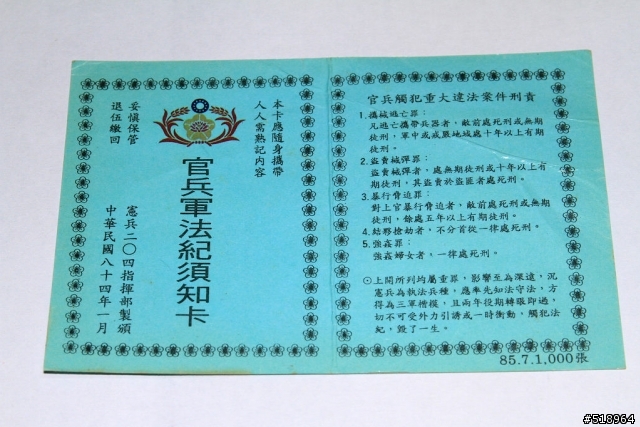 本卡應隨身攜帶
人人需熟記內容
官兵軍法紀須知卡
妥慎保管
退伍繳回
憲兵二〇四指揮部製頒
中華民國八十四年一月
官兵觸犯重大違法案件刑責
1.攜械逃亡罪：
凡逃亡攜帶兵器者，敵前處死刑或無期
徒刑，軍中或戒嚴地域處十年以上有期
徒刑。
2.盜賣械彈罪：
盜賣械彈者，處無期徒刑或十年以上有
期徒刑，其盜賣於盜匪者處死刑。
3.暴行脅迫罪：
對上官暴行脅迫者，敵前處死刑或無期
徒刑，餘處五年以上有期徒刑。
4.結夥搶劫者，不分首從一律處死刑。
5.強姦罪：
強姦婦女者，一律處死刑。
⊙上開所列均屬重罪，影響至為深遠，況
憲兵為執法兵種，應率先知法守法，方
得為三軍楷模，且兩年役期轉眼即過，
切不可受外力引誘或一時衝動，觸犯法
紀，毀了一生。
85.7.1,000張
#518964